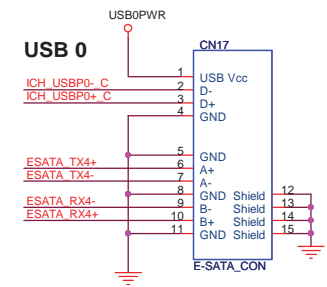 USB0PWR
USB 0
CN17
1 USB Vcc
ICH_USBP0-_C 2 D-
ICH_USBP0+_C 3 D+
4 GND
5 GND
ESATA_TX4+ 6 A+
ESATA_TX4- 7 A-
8 GND Shield 12
ESATA_RX4- 9 B- Shield 13
ESATA_RX4+ 10 B+ Shield 14
11 GND Shield 15
E-SATA_CON